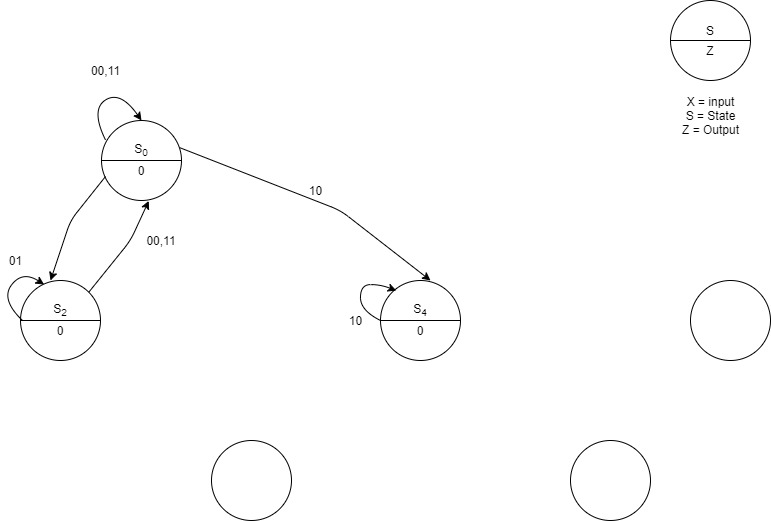 S
Z
X = input
S = State
Z = Output
00,11
S₀
0
10
00,11
01
S₂
0
S₄
0
10